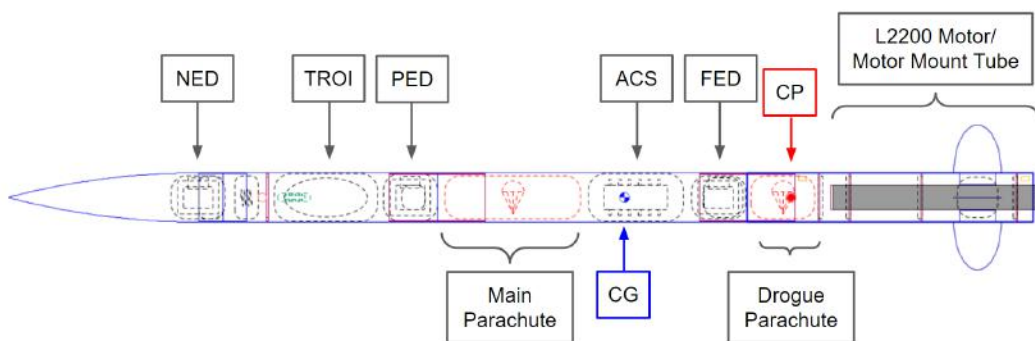 L2200 Motor/
Motor Mount Tube
NED
TROI
PED
ACS
FED
CP
Main
Parachute
CG
Drogue
Parachute